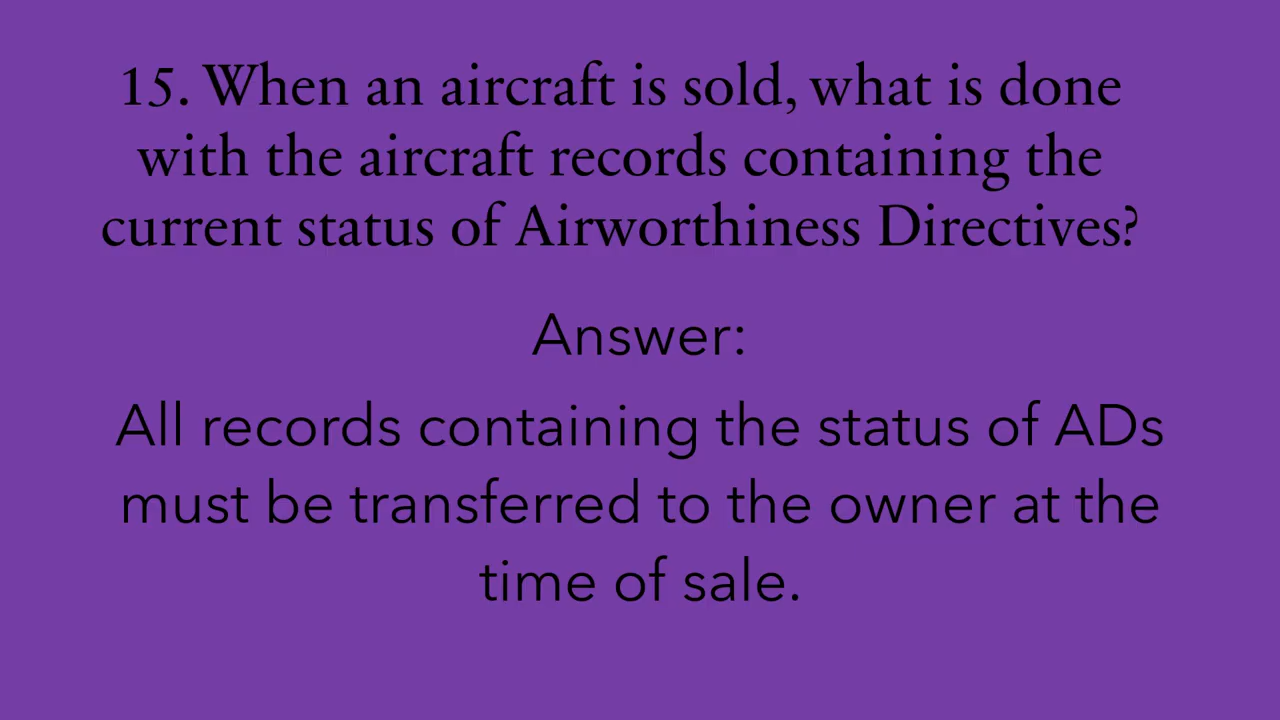 15. When an aircraft is sold, what is done
with the aircraft records containing the
current status of Airworthiness Directives?
Answer:
All records containing the status of ADs
must be transferred to the owner at the
time of sale.